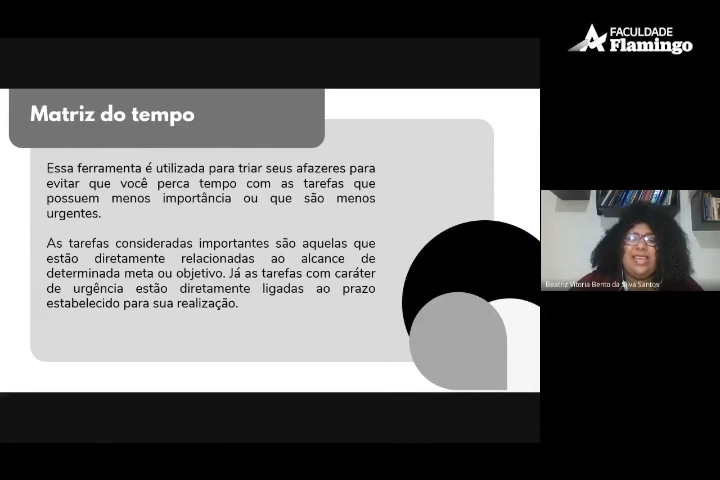 FACULDADE
Flamingo
Matriz do tempo
Essa ferramenta é utilizada para triar seus afazeres para
evitar que você perca tempo com as tarefas que
possuem menos importância ou que são menos
urgentes.
As tarefas consideradas importantes são aquelas que
estão diretamente relacionadas ao alcance de
determinada meta ou objetivo. Já as tarefas com caráter
de urgência estão diretamente ligadas ao prazo
estabelecido para sua realização.
Beatriz Vitoria Bento da Silva Santos